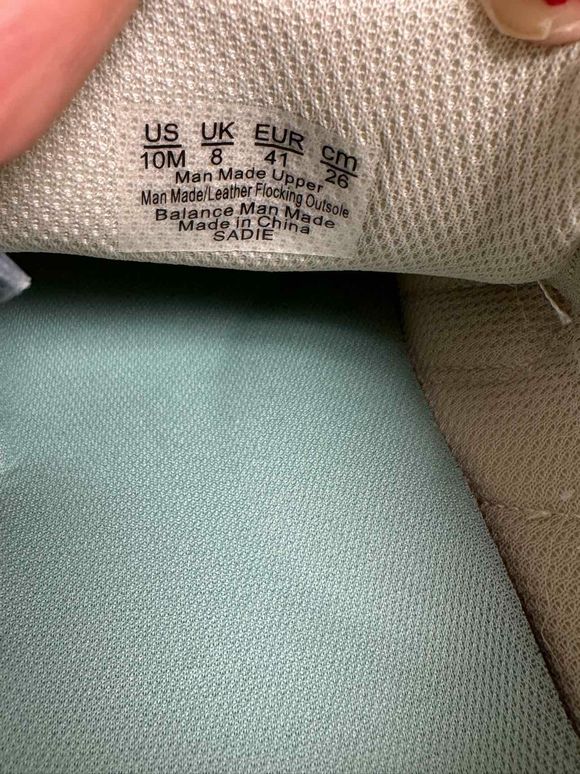 US UK EUR cm
10M 8 41 26
Man Made Upper
Man Made/Leather Flocking Outsole
Balance Man Made
Made in China
SADIE